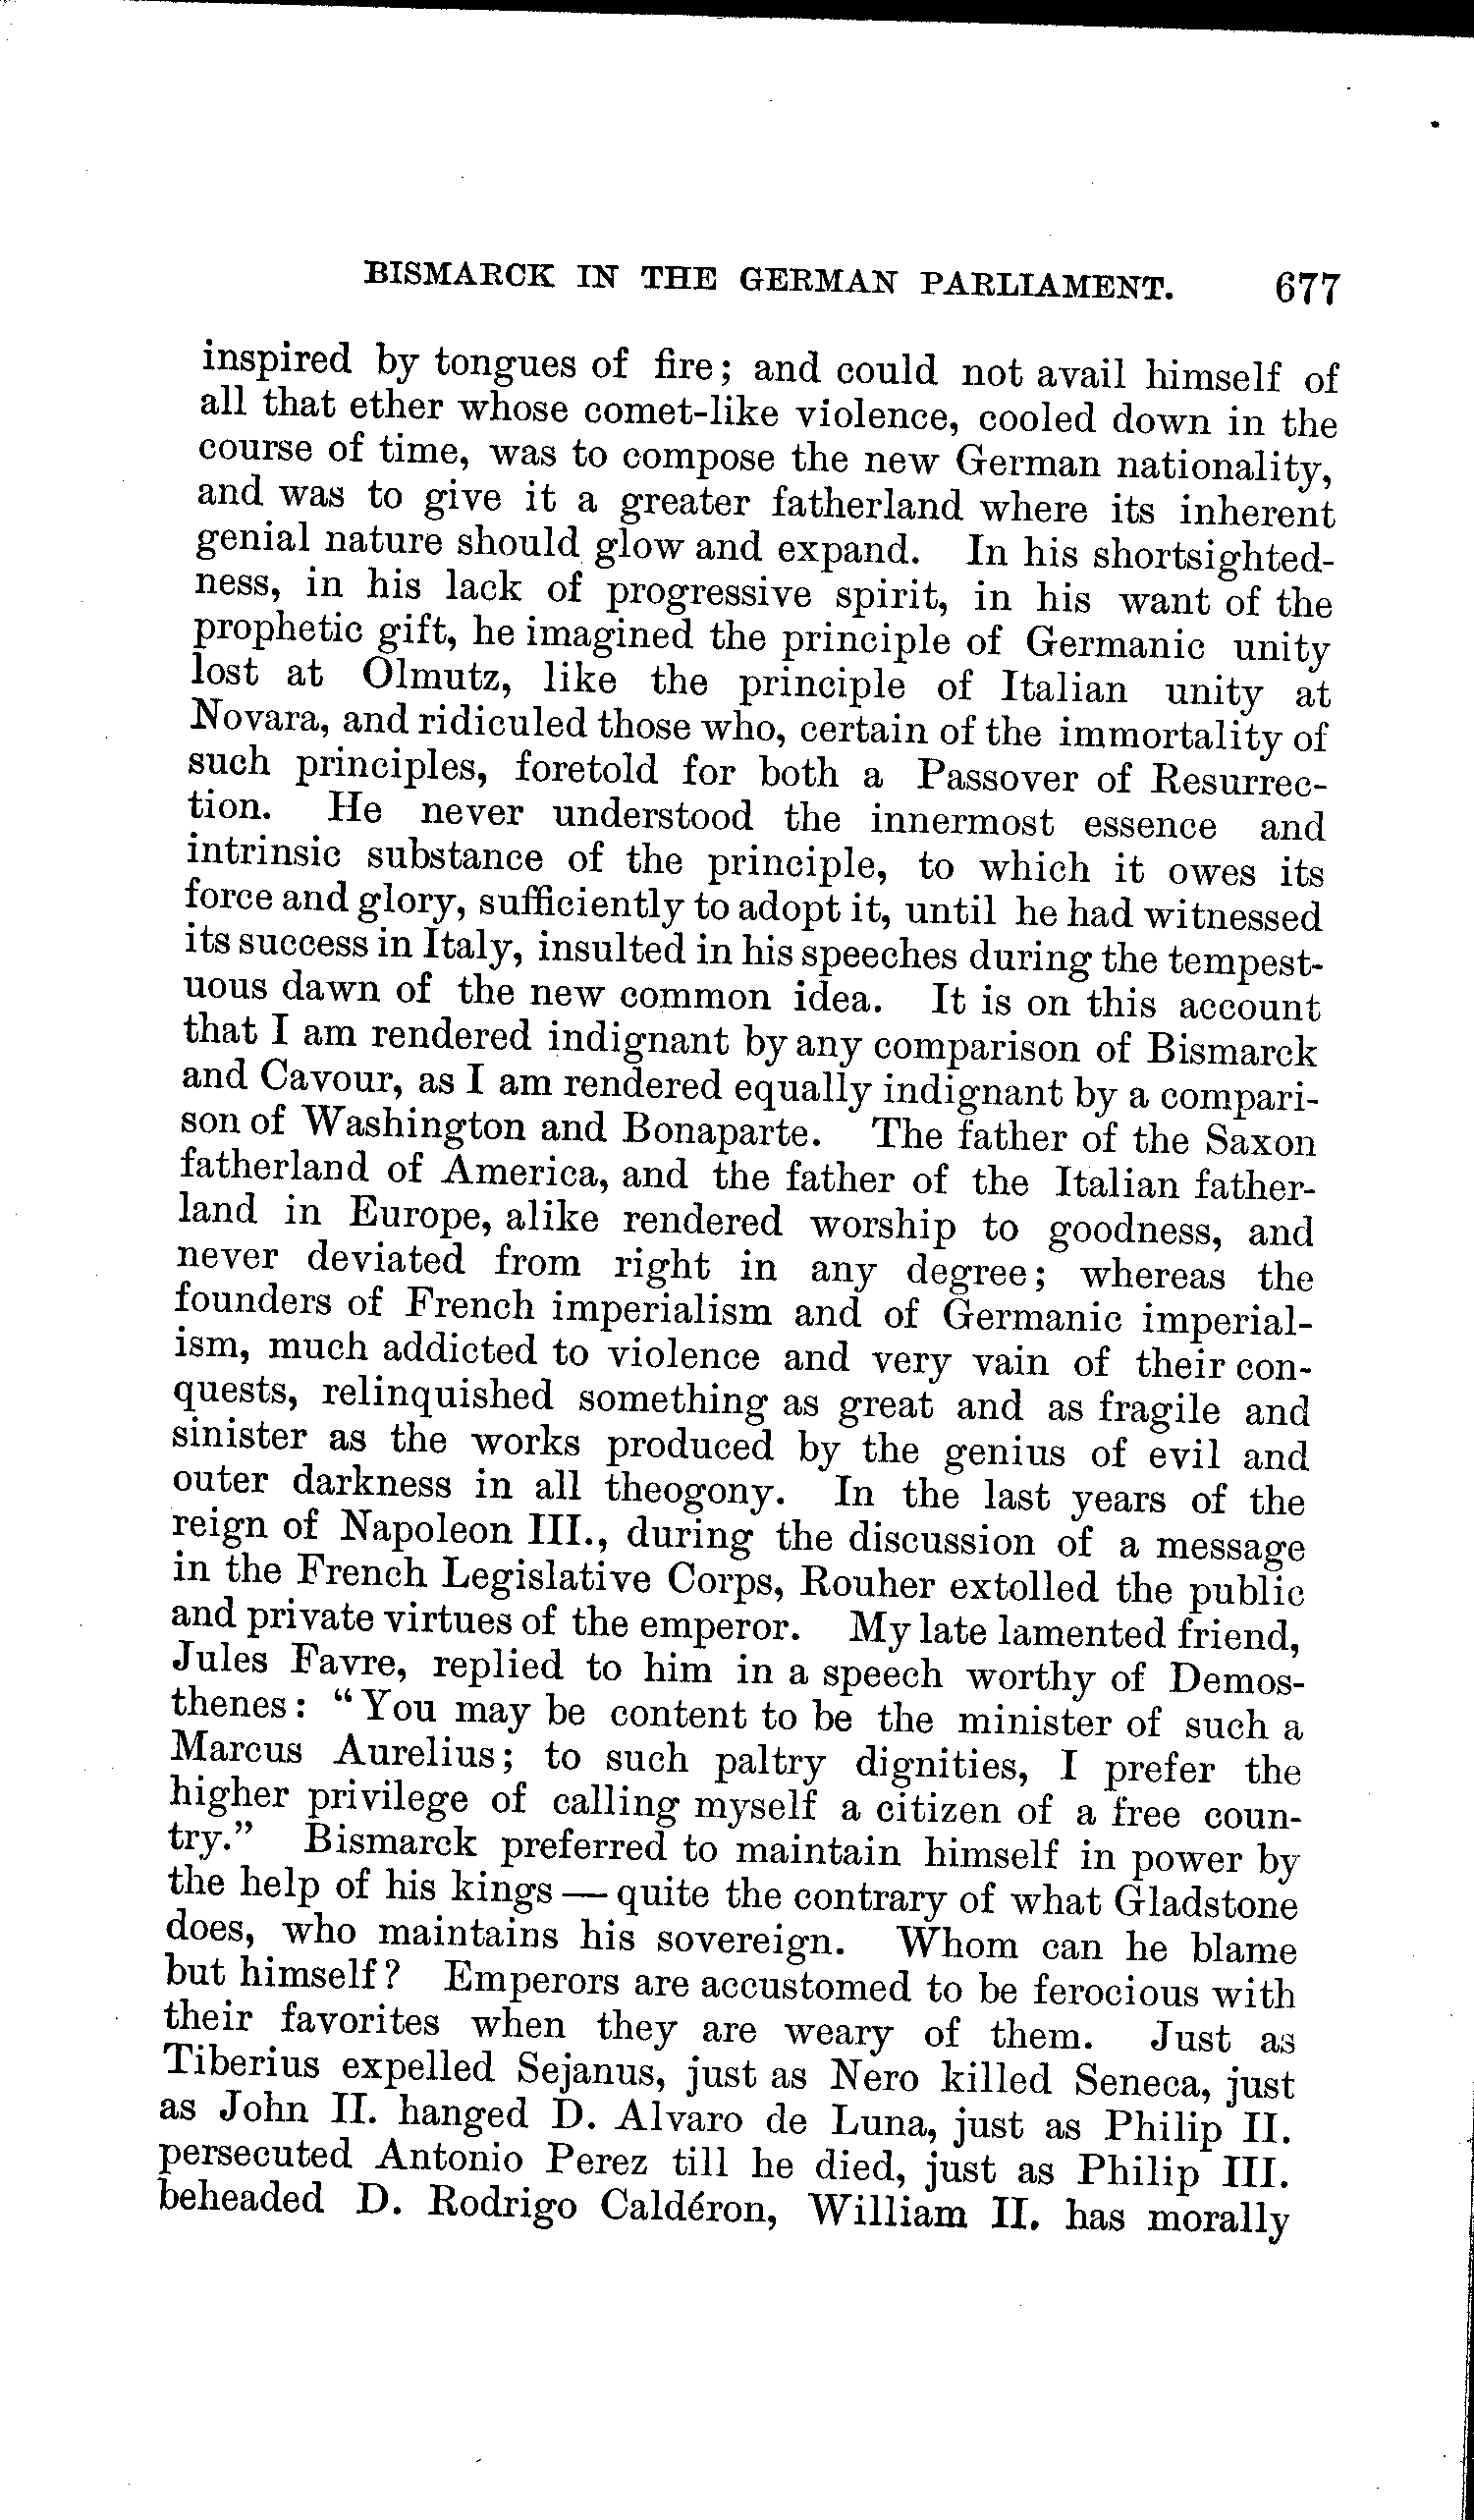 BISMARCK IN THE GERMAN PARLIAMENT. 677
inspired by tongues of fire; and could not avail himself of
all that ether whose comet-like violence, cooled down in the
course of time, was to compose the new German nationality,
and was to give it a greater fatherland where its inherent
genial nature should glow and expand. In his shortsighted-
ness, in his lack of progressive spirit, in his want of the
prophetic gift, he imagined the principle of Germanic unity
lost at Olmutz, like the principle of Italian unity at
Novara, and ridiculed those who, certain of the immortality of
such principles, foretold for both a Passover of Resurrec-
tion. He never understood the innermost essence and
intrinsic substance of the principle, to which it owes its
force and glory, sufficiently to adopt it, until he had witnessed
its success in Italy, insulted in his speeches during the tempest-
uous dawn of the new common idea. It is on this account
that I am rendered indignant by any comparison of Bismarck
and Cavour, as I am rendered equally indignant by a compari-
son of Washington and Bonaparte. The father of the Saxon
fatherland of America, and the father of the Italian father-
land in Europe, alike rendered worship to goodness, and
never deviated from right in any degree; whereas the
founders of French imperialism and of Germanic imperial-
ism, much addicted to violence and very vain of their con-
quests, relinquished something as great and as fragile and
sinister as the works produced by the genius of evil and
outer darkness in all theogony. In the last years of the
reign of Napoleon III., during the discussion of a message
in the French Legislative Corps, Rouher extolled the public
and private virtues of the emperor. My late lamented friend,
Jules Favre, replied to him in a speech worthy of Demos-
thenes: “You may be content to be the minister of such a
Marcus Aurelius; to such paltry dignities, I prefer the
higher privilege of calling myself a citizen of a free coun-
try.” Bismarck preferred to maintain himself in power by
the help of his kings — quite the contrary of what Gladstone
does, who maintains his sovereign. Whom can he blame
but himself? Emperors are accustomed to be ferocious with
their favorites when they are weary of them. Just as
Tiberius expelled Sejanus, just as Nero killed Seneca, just
as John II. hanged D. Alvaro de Luna, just as Philip II.
persecuted Antonio Perez till he died, just as Philip III.
beheaded D. Rodrigo Caldéron, William II. has morally